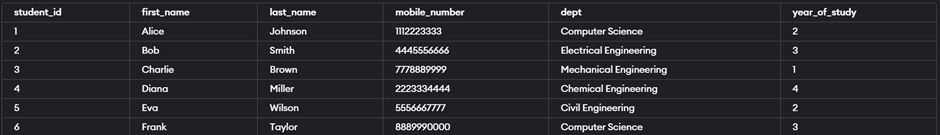 student_id first_name last_name mobile_number dept year_of_study
1 Alice Johnson 1112223333 Computer Science 2
2 Bob Smith 4445556666 Electrical Engineering 3
3 Charlie Brown 7778889999 Mechanical Engineering 1
4 Diana Miller 2223334444 Chemical Engineering 4
5 Eva Wilson 5556667777 Civil Engineering 2
6 Frank Taylor 8889990000 Computer Science 3